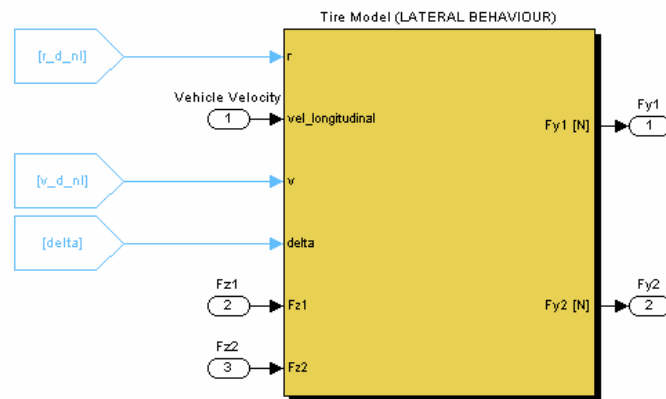 Tire Model (LATERAL BEHAVIOUR)
[r_d_nl]
r
Vehicle Velocity
1
vel_longitudinal
Fy1
Fy1 [N]
1
[v_d_nl]
v
[delta]
delta
Fz1
2
Fz1
Fy2
Fy2 [N]
2
Fz2
3
Fz2